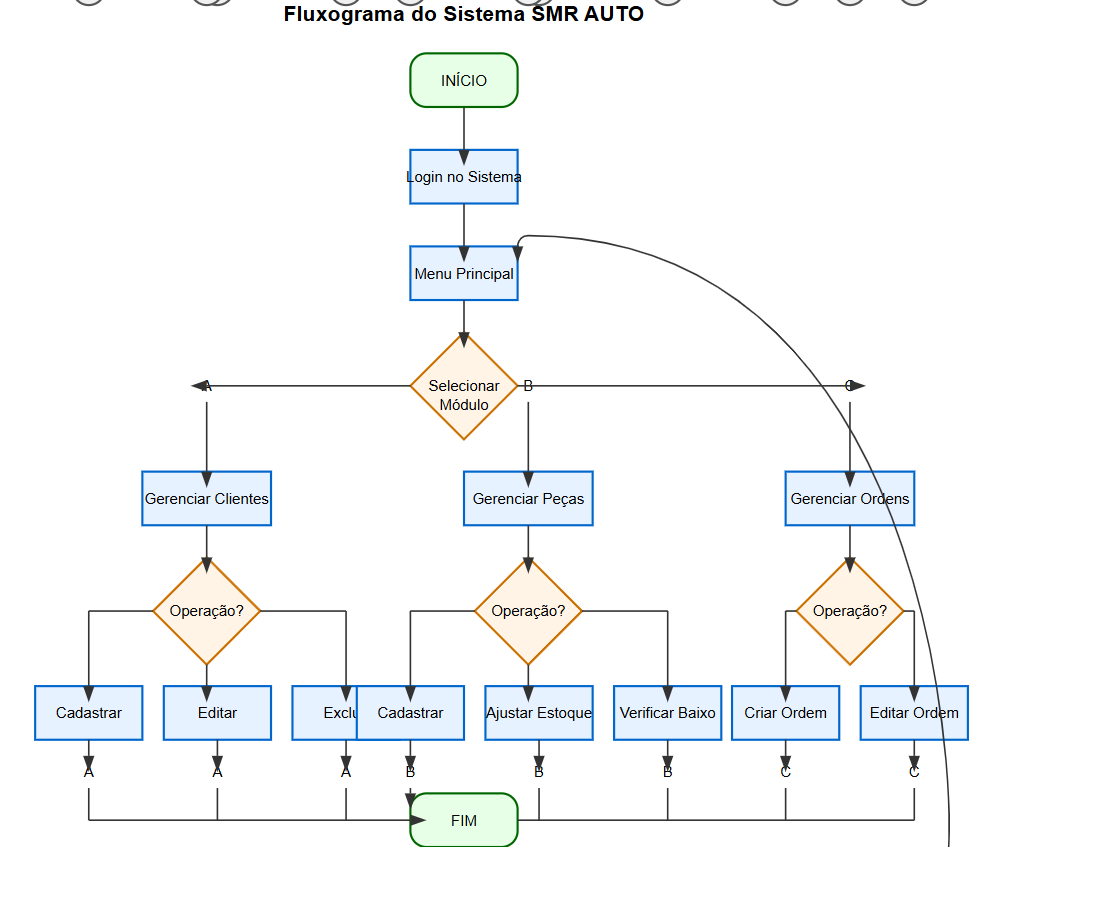 Fluxograma do Sistema SMR AUTO
INÍCIO
Login no Sistema
Menu Principal
Selecionar
Módulo
A
B
C
Gerenciar Clientes
Gerenciar Peças
Gerenciar Ordens
Operação?
Operação?
Operação?
Cadastrar
Editar
Exclu
Cadastrar
Ajustar Estoque
Verificar Baixo
Criar Ordem
Editar Ordem
A
A
A
B
B
B
C
C
FIM